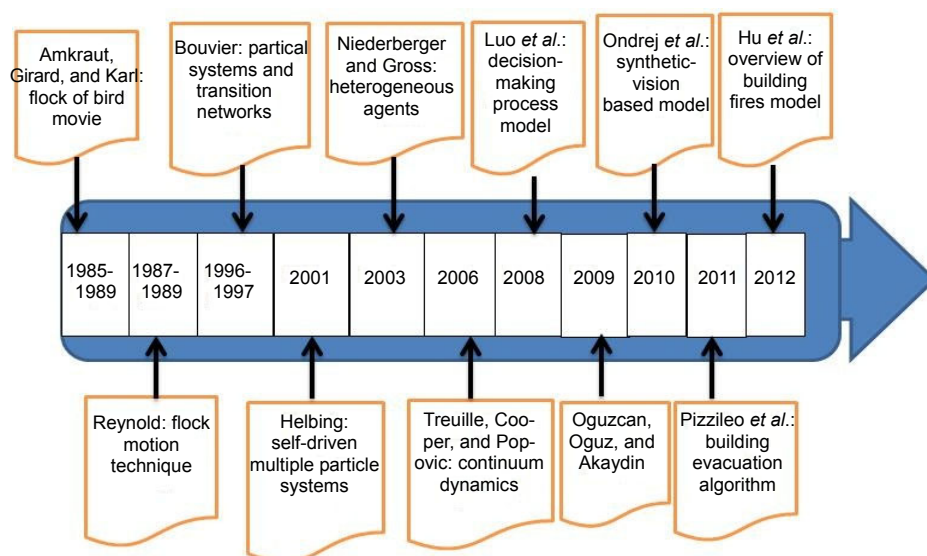 Amkraut,
Girard, and Karl:
flock of bird
movie
Bouvier: partical
systems and
transition
networks
Niederberger
and Gross:
heterogeneous
agents
Luo et al.:
decision-
making
process
model
Ondrej et al.:
synthetic-
vision
based model
Hu et al.:
overview of
building
fires model
1985-
1989
1987-
1989
1996-
1997
2001
2003
2006
2008
2009
2010
2011
2012
Reynold: flock
motion
technique
Helbing:
self-driven
multiple particle
systems
Treuille, Coo-
per, and Pop-
ovic: continuum
dynamics
Oguzcan,
Oguz, and
Akaydin
Pizzileo et al.:
building
evacuation
algorithm